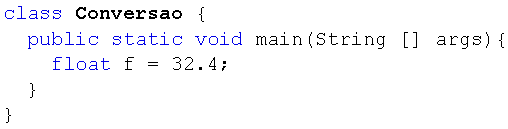 class Conversao {
  public static void main(String [] args){
    float f = 32.4;
  }
}